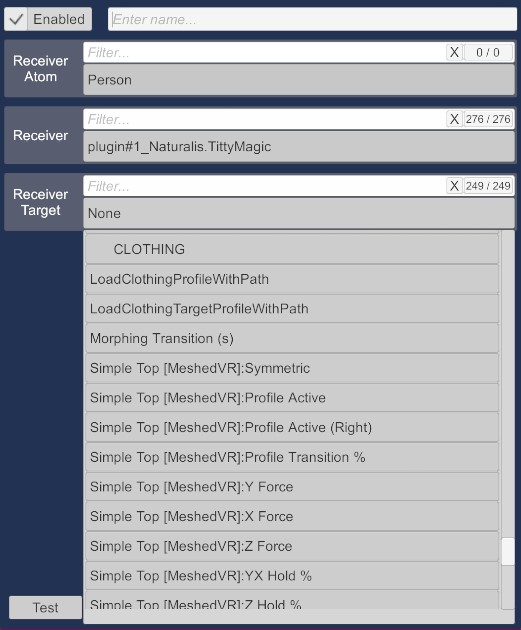 Enabled
Enter name...
Receiver Atom
Filter...
X
0 / 0
Person
Receiver
Filter...
X
276 / 276
plugin#1_Naturalis.TittyMagic
Receiver Target
Filter...
X
249 / 249
None
CLOTHING
LoadClothingProfileWithPath
LoadClothingTargetProfileWithPath
Morphing Transition (s)
Simple Top [MeshedVR]:Symmetric
Simple Top [MeshedVR]:Profile Active
Simple Top [MeshedVR]:Profile Active (Right)
Simple Top [MeshedVR]:Profile Transition %
Simple Top [MeshedVR]:Y Force
Simple Top [MeshedVR]:X Force
Simple Top [MeshedVR]:Z Force
Simple Top [MeshedVR]:YX Hold %
Simple Top [MeshedVR]:Z Hold %
Test